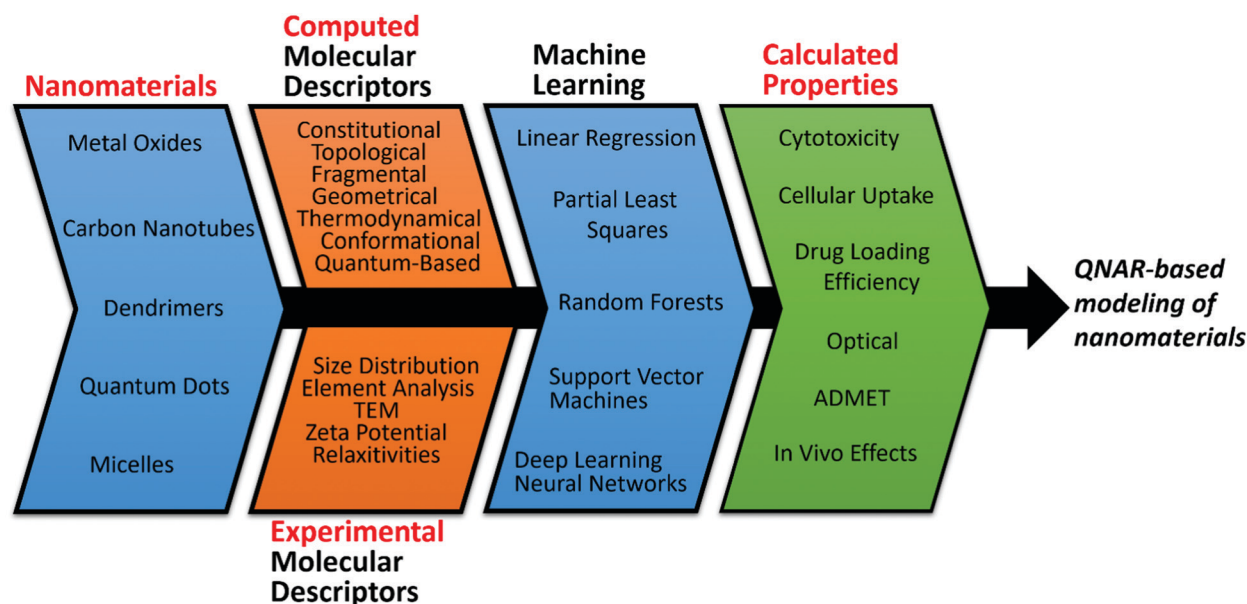 Nanomaterials
Metal Oxides
Carbon Nanotubes
Dendrimers
Quantum Dots
Micelles
Computed
Molecular
Descriptors
Constitutional
Topological
Fragmental
Geometrical
Thermodynamical
Conformational
Quantum-Based
Size Distribution
Element Analysis
TEM
Zeta Potential
Relaxitivities
Experimental
Molecular
Descriptors
Machine
Learning
Linear Regression
Partial Least
Squares
Random Forests
Support Vector
Machines
Deep Learning
Neural Networks
Calculated
Properties
Cytotoxicity
Cellular Uptake
Drug Loading
Efficiency
Optical
ADMET
In Vivo Effects
QNAR-based
modeling of
nanomaterials